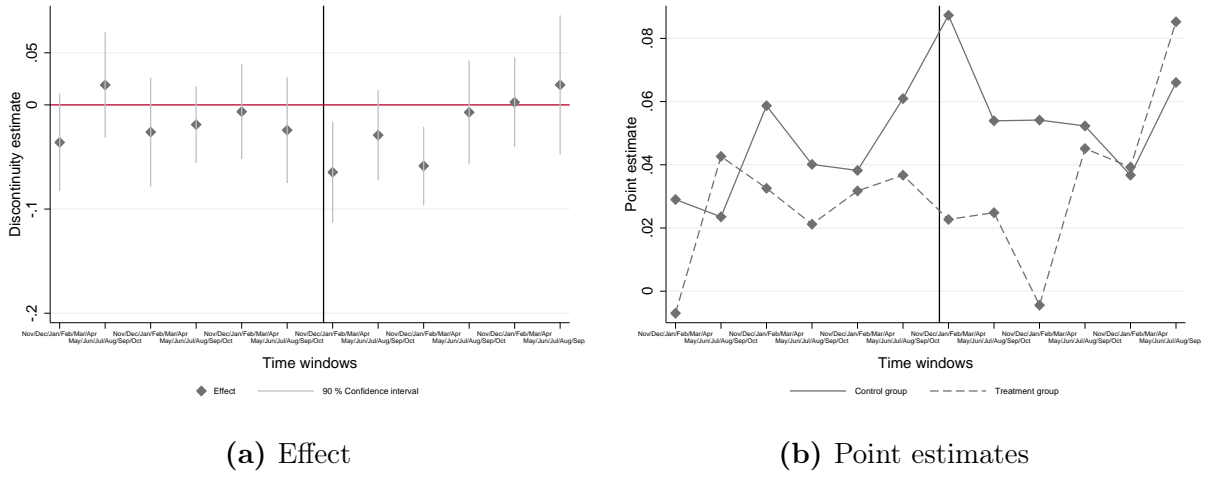 .05
0
-.1
-.2
Discontinuity estimate
Nov/Dec/Jan/Feb/Mar/Apr Nov/Dec/Jan/Feb/Mar/Apr Nov/Dec/Jan/Feb/Mar/Apr Nov/Dec/Jan/Feb/Mar/Apr Nov/Dec/Jan/Feb/Mar/Apr Nov/Dec/Jan/Feb/Mar/Apr
May/Jun/Jul/Aug/Sep/Oct May/Jun/Jul/Aug/Sep/Oct May/Jun/Jul/Aug/Sep/Oct May/Jun/Jul/Aug/Sep/Oct May/Jun/Jul/Aug/Sep/Oct May/Jun/Jul/Aug/Sep
Time windows
Effect 90 % Confidence interval
(a) Effect
.08
.06
.04
.02
0
Point estimate
Nov/Dec/Jan/Feb/Mar/Apr Nov/Dec/Jan/Feb/Mar/Apr Nov/Dec/Jan/Feb/Mar/Apr Nov/Dec/Jan/Feb/Mar/Apr Nov/Dec/Jan/Feb/Mar/Apr Nov/Dec/Jan/Feb/Mar/Apr
May/Jun/Jul/Aug/Sep/Oct May/Jun/Jul/Aug/Sep/Oct May/Jun/Jul/Aug/Sep/Oct May/Jun/Jul/Aug/Sep/Oct May/Jun/Jul/Aug/Sep/Oct May/Jun/Jul/Aug/Sep
Time windows
Control group Treatment group
(b) Point estimates